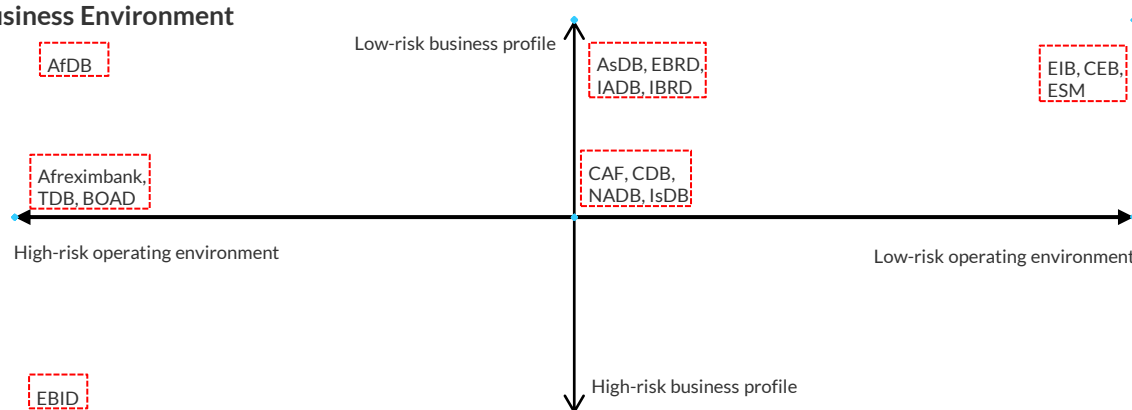 usiness Environment
Low-risk business profile
AfDB
AsDB, EBRD,
IADB, IBRD
EIB, CEB,
ESM
Afreximbank,
TDB, BOAD
CAF, CDB,
NADB, IsDB
High-risk operating environment
Low-risk operating environment
EBID
High-risk business profile